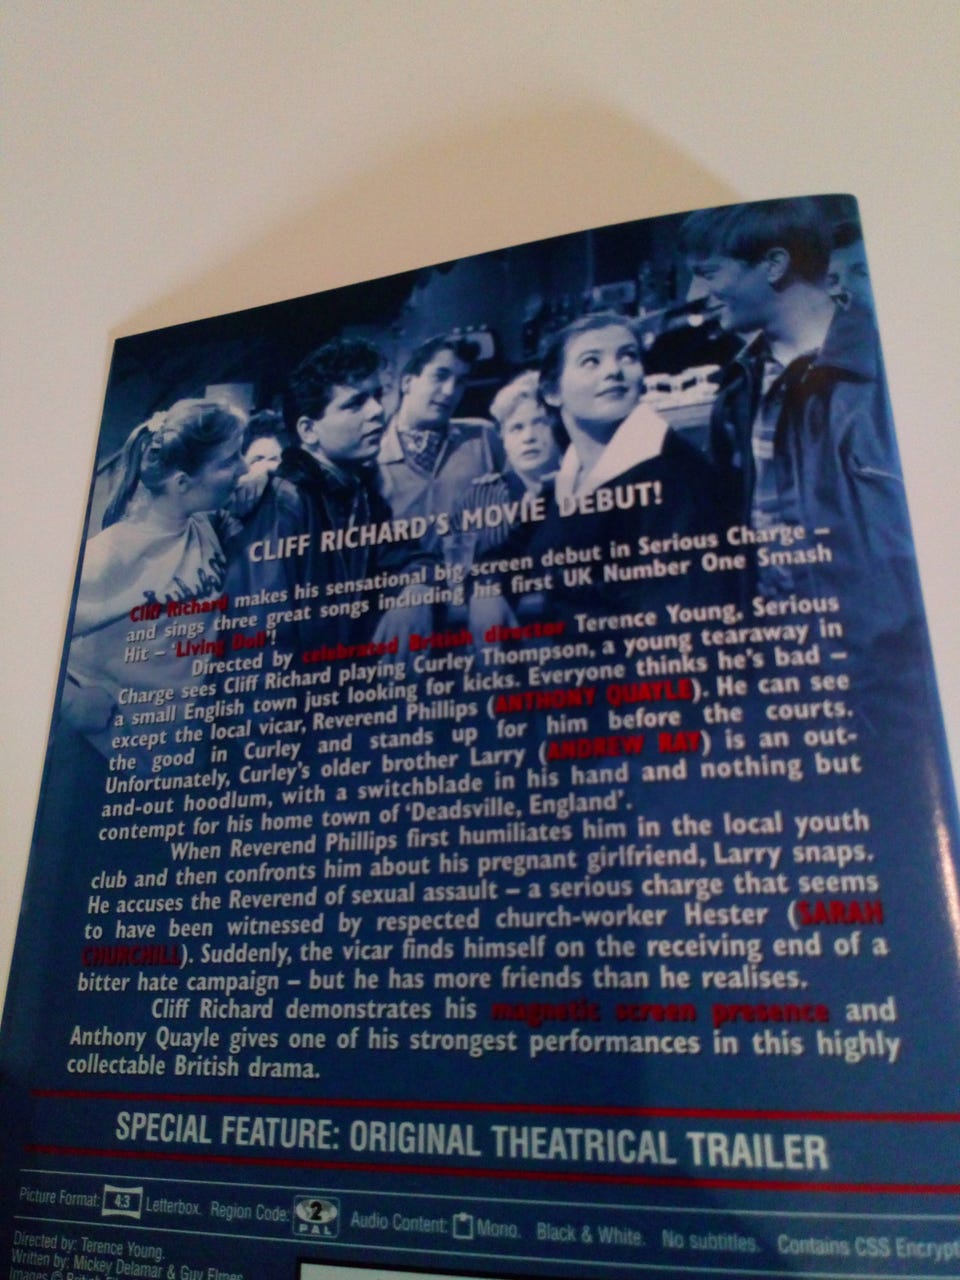 CLIFF RICHARD'S MOVIE DEBUT!
Cliff Richard makes his sensational big screen debut in Serious Charge –
and sings three great songs including his first UK Number One Smash
Hit – 'Living Doll'!
Directed by celebrated British director Terence Young, Serious
Charge sees Cliff Richard playing Curley Thompson, a young tearaway in
a small English town just looking for kicks. Everyone thinks he's bad –
except the local vicar, Reverend Phillips (ANTHONY QUAYLE). He can see
the good in Curley and stands up for him before the courts.
Unfortunately, Curley's older brother Larry (ANDREW RAY) is an out-
and-out hoodlum, with a switchblade in his hand and nothing but
contempt for his home town of 'Deadsville, England'.
When Reverend Phillips first humiliates him in the local youth
club and then confronts him about his pregnant girlfriend, Larry snaps.
He accuses the Reverend of sexual assault – a serious charge that seems
to have been witnessed by respected church-worker Hester (SARAH
CHURCHILL). Suddenly, the vicar finds himself on the receiving end of a
bitter hate campaign – but he has more friends than he realises.
Cliff Richard demonstrates his magnetic screen presence and
Anthony Quayle gives one of his strongest performances in this highly
collectable British drama.
SPECIAL FEATURE: ORIGINAL THEATRICAL TRAILER
Picture Format: 4:3 Letterbox. Region Code: 2 PAL Audio Content: Mono. Black & White. No subtitles. Contains CSS Encrypt
Directed by: Terence Young.
Written by: Mickey Delamar & Guy Elmes
Images © British